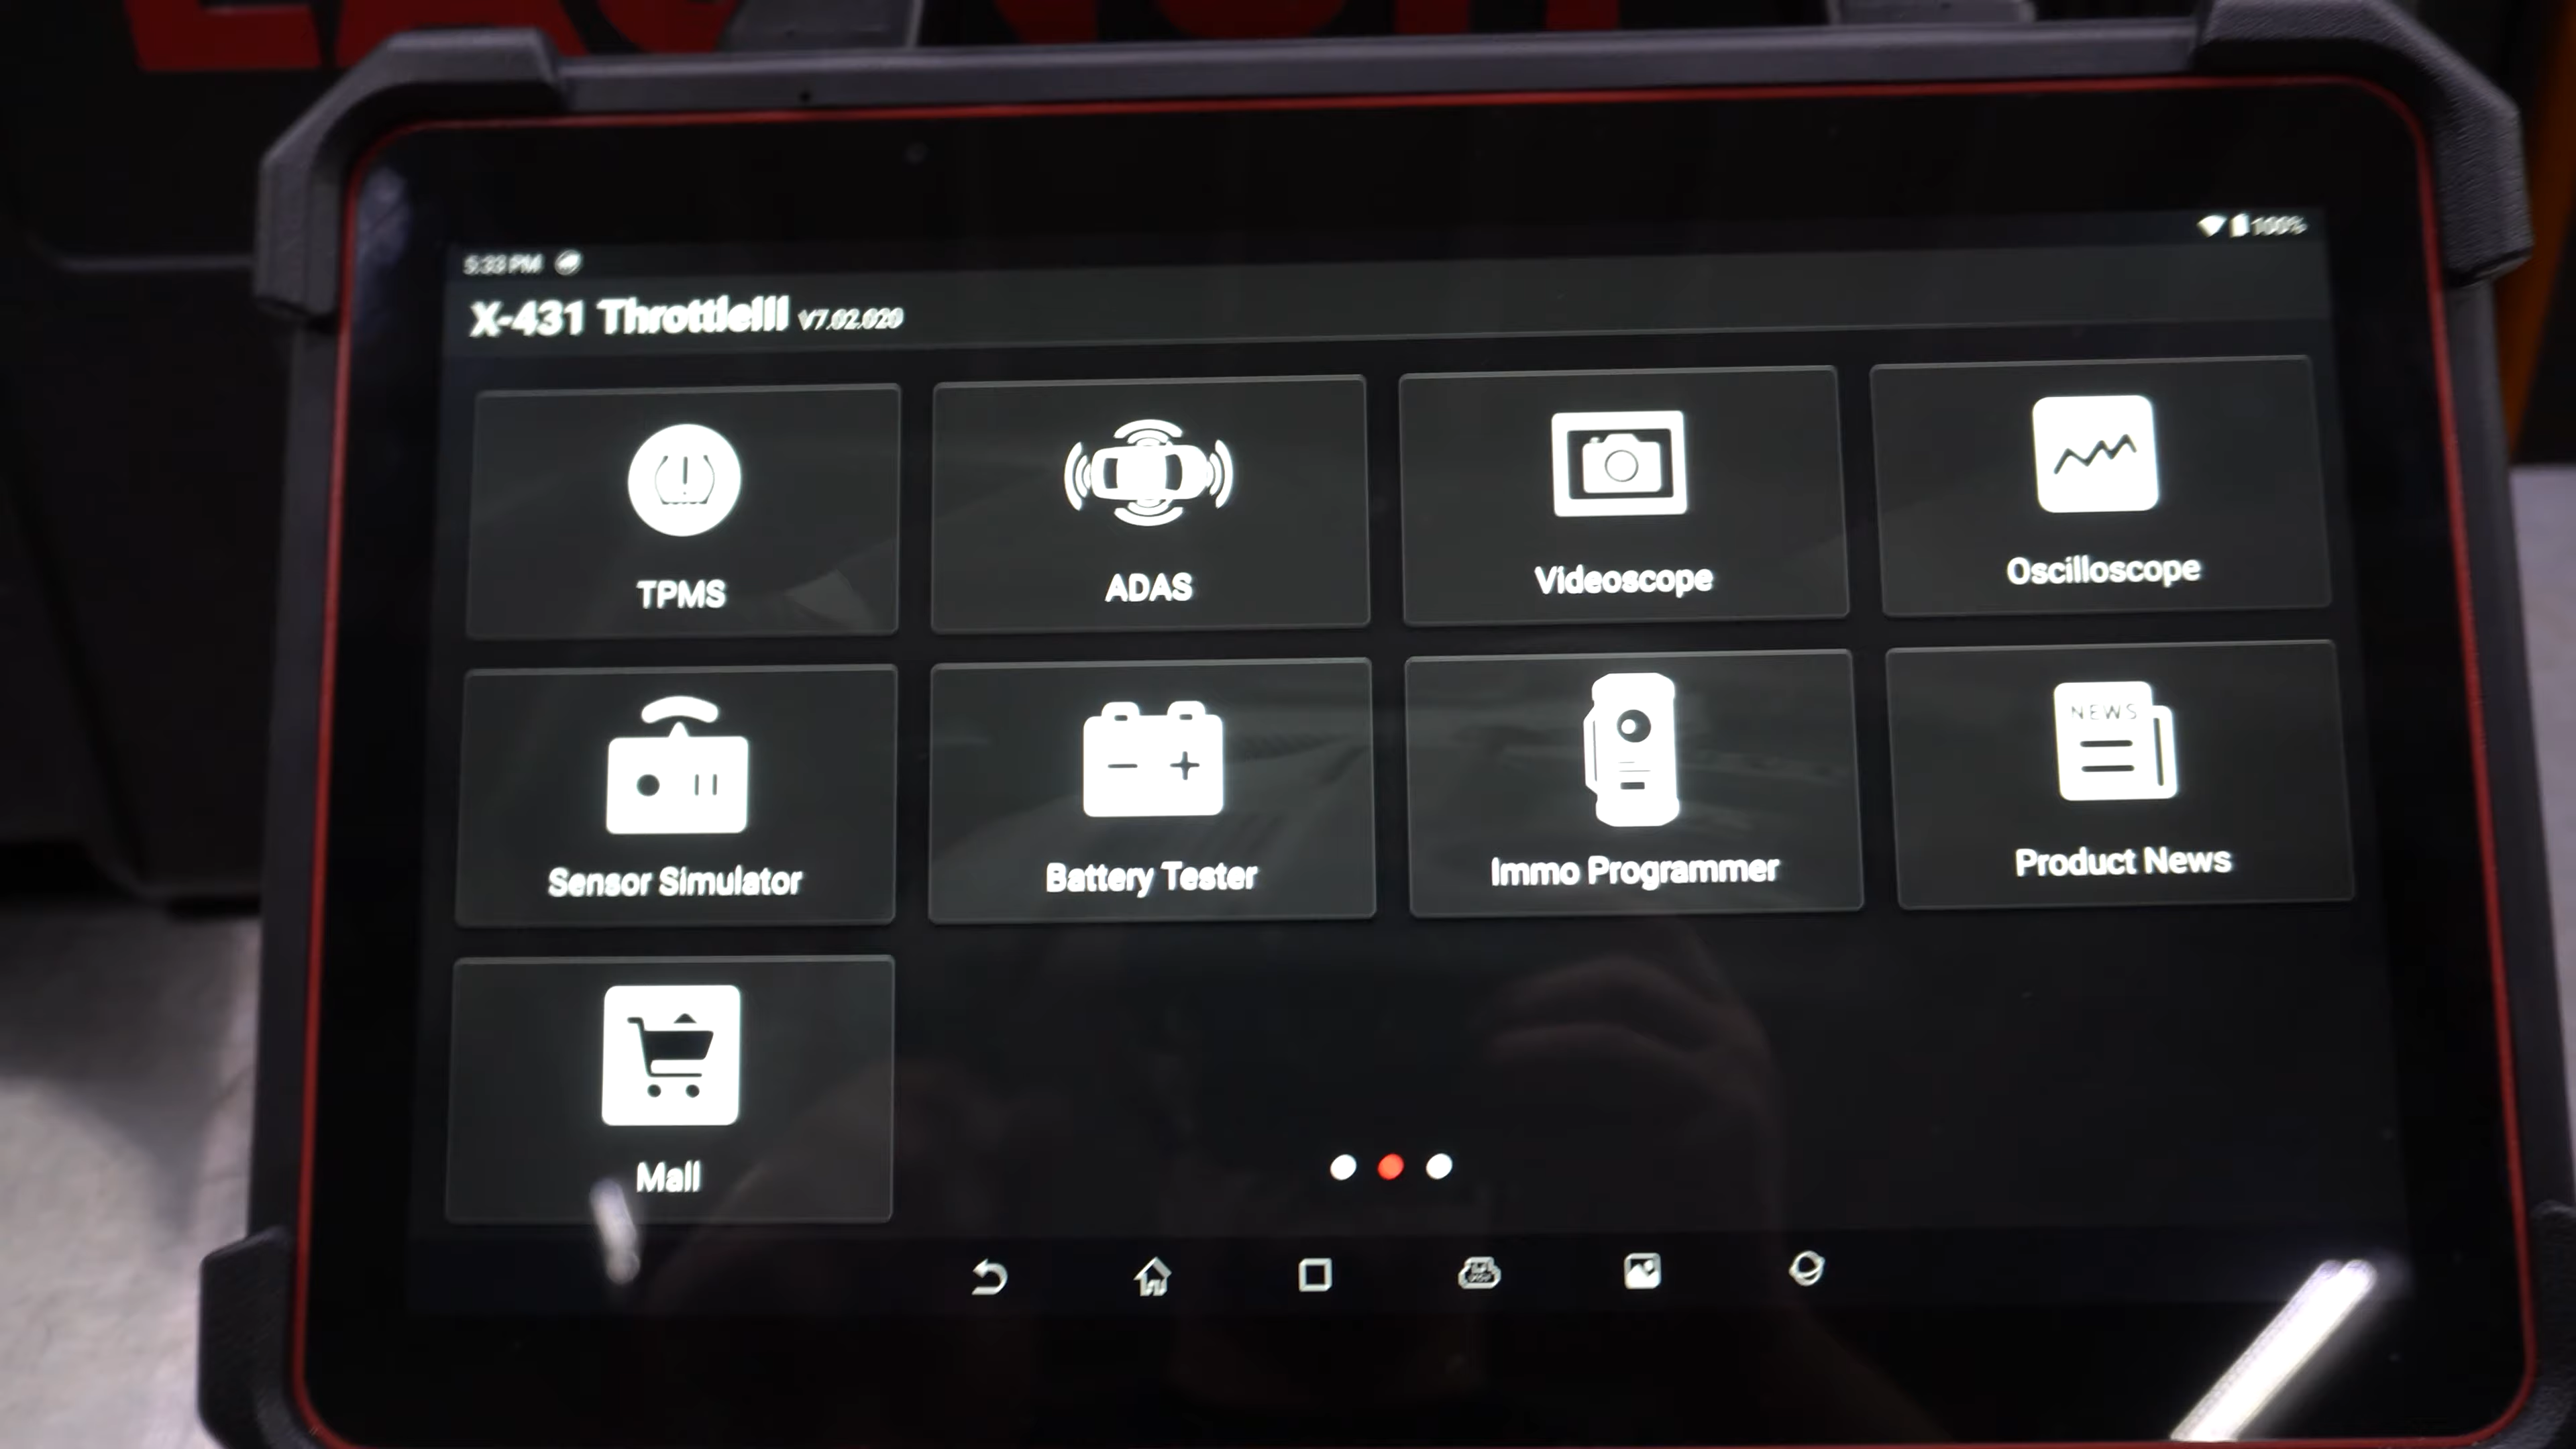 5:33 PM
100%
X-431 ThrottleIII V7.02.020
TPMS
ADAS
Videoscope
Oscilloscope
Sensor Simulator
Battery Tester
Immo Programmer
NEWS
Product News
Mall